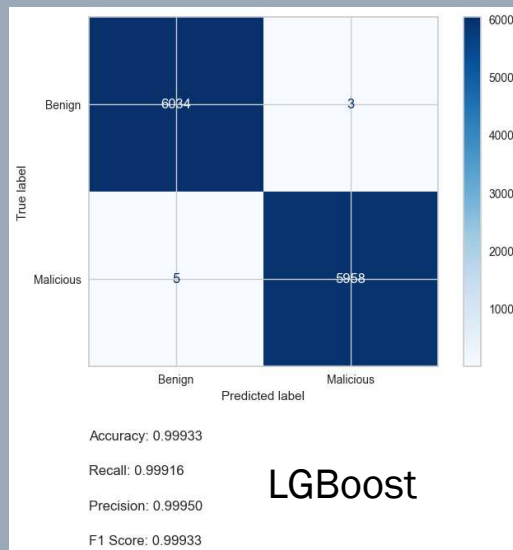 6000
Benign
6034
3
5000
4000
True label
3000
Malicious
5
5958
2000
1000
Benign
Malicious
Predicted label
Accuracy: 0.99933
Recall: 0.99916
LGBoost
Precision: 0.99950
F1 Score: 0.99933